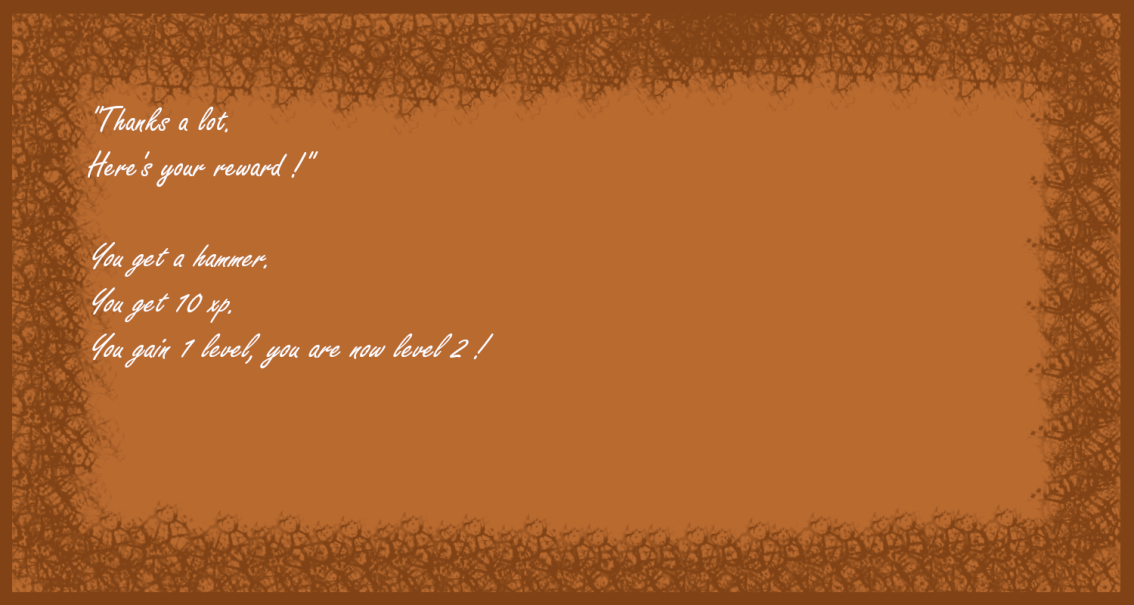 "Thanks a lot.
Here's your reward !"
You get a hammer.
You get 10 xp.
You gain 1 level, you are now level 2 !